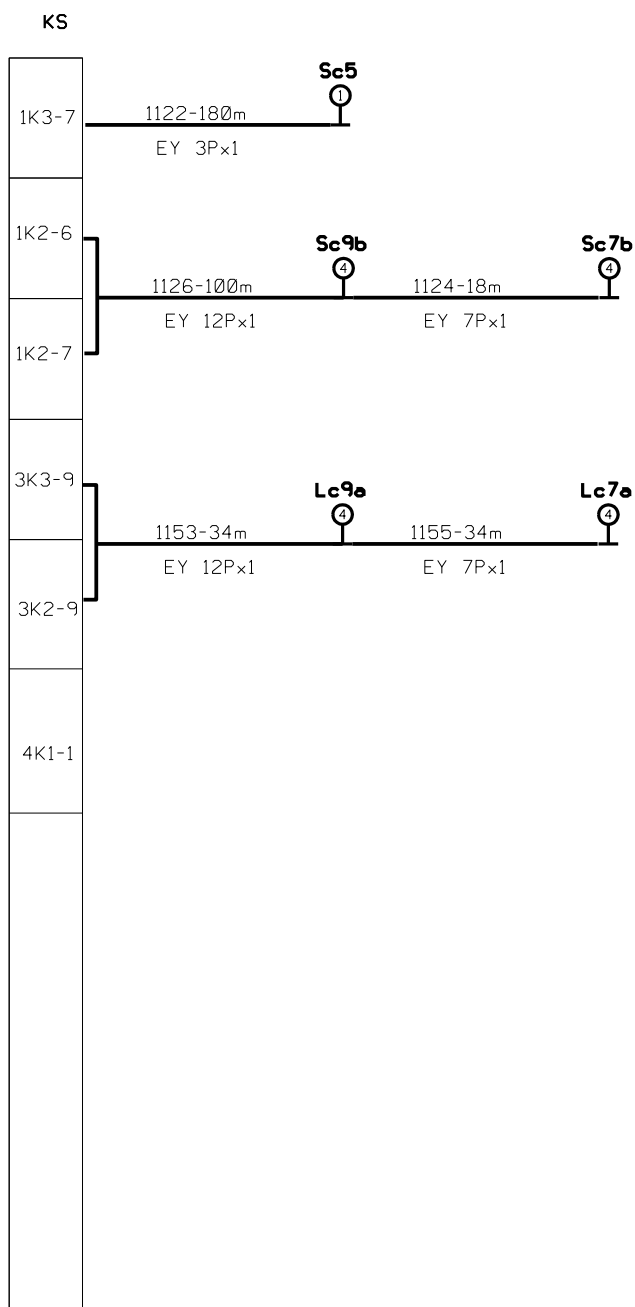 KS
Sc5
1
1K3-7
1122-180m
EY 3Px1
1K2-6
Sc9b
4
Sc7b
4
1126-100m
1124-18m
EY 12Px1
EY 7Px1
1K2-7
3K3-9
Lc9a
4
Lc7a
4
1153-34m
1155-34m
EY 12Px1
EY 7Px1
3K2-9
4K1-1